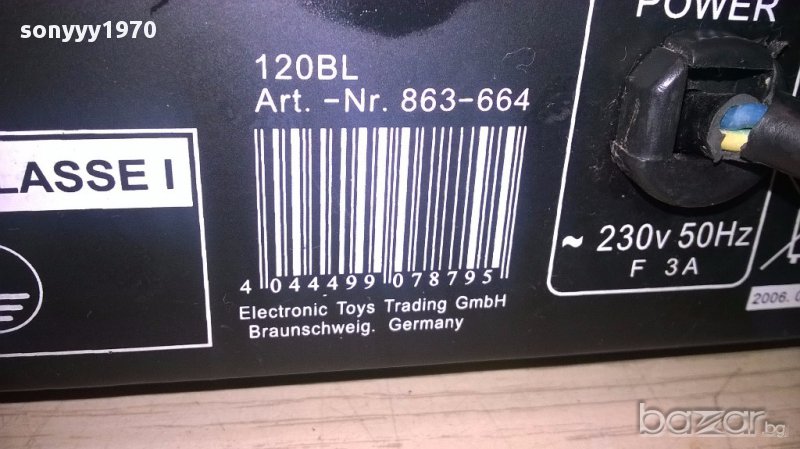 sonyyy1970
POWER
120BL
Art. -Nr. 863-664
LASSE I
4 044499 078795
~ 230v 50Hz
F 3A
Electronic Toys Trading GmbH
Braunschweig. Germany
2006.
bazar.bg